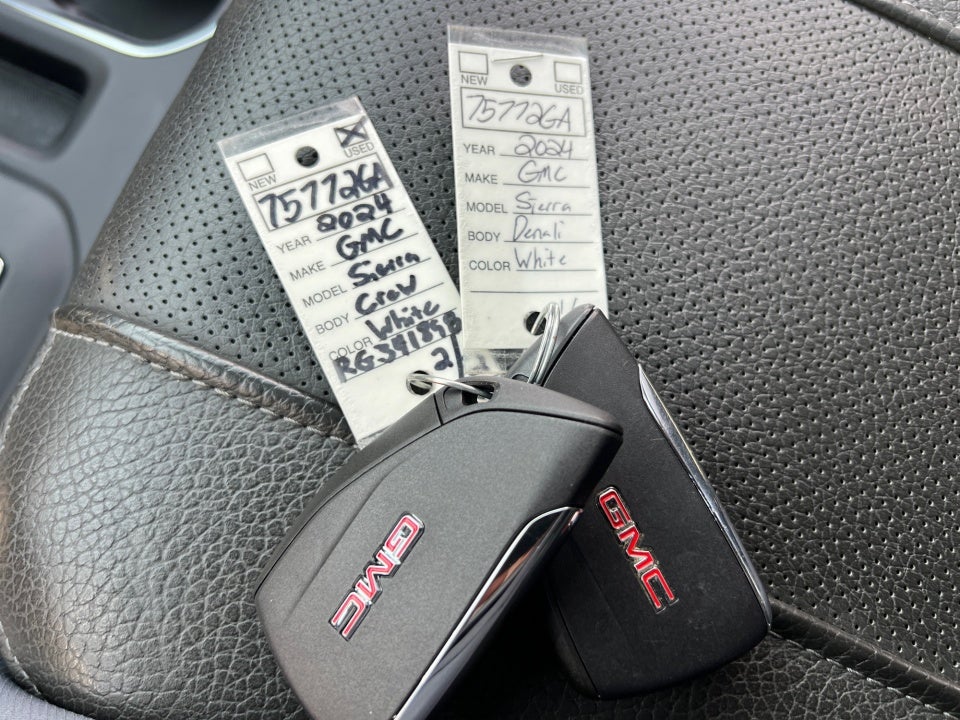 NEW
USED
75772GA
YEAR 2024
MAKE GMC
MODEL Sierra
BODY Crew
COLOR White
RG341898
2
NEW
USED
75772GA
YEAR 2024
MAKE GMC
MODEL Sierra
BODY Denali
COLOR White
GMC
GMC